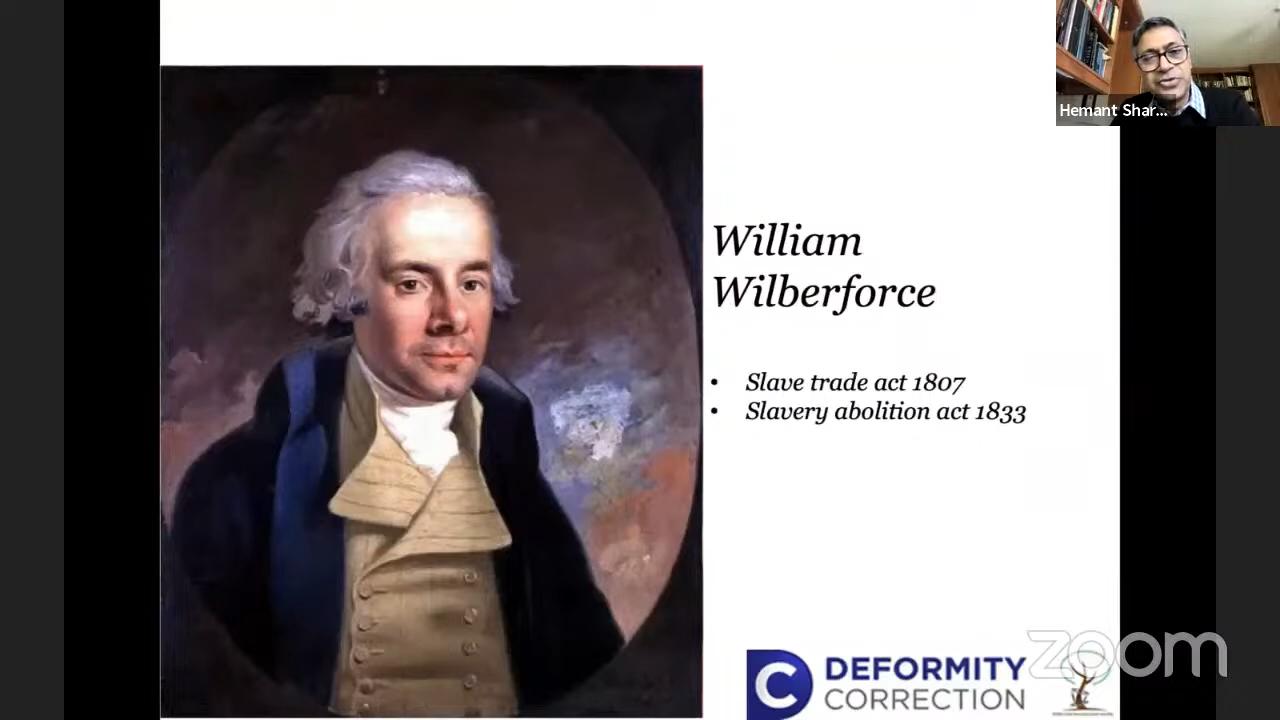 Hemant Shar...
William
Wilberforce
• Slave trade act 1807
• Slavery abolition act 1833
DEFORMITY
CORRECTION
zoom